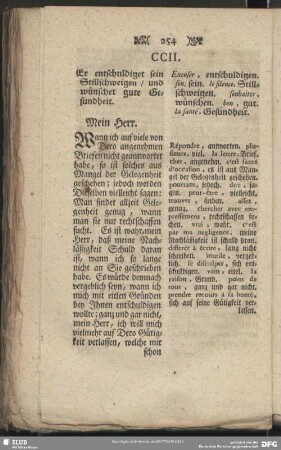 254
CCII.
Er entschuldiget sein
Stillschweigen / und
wünschet gute Ge-
sundheit.
Mein Herr.
Wann ich auf viele von
Dero angenehmen
Briefen nicht geantwortet
habe, so ist solches aus
Mangel der Gelegenheit
geschehen; jedoch werden
Dieselben vielleicht sagen:
Man findet allzeit Gele-
genheit genug, wann
man sie nur rechtschaffen
sucht. Es ist wahr, mein
Herr, daß meine Nach-
läßigkeit Schuld daran
ist, wann ich so lange
nicht an Sie geschrieben
habe. Es würde demnach
vergeblich seyn, wann ich
mich mit eitlen Gründen
bey Ihnen entschuldigen
wollte; ganz und gar nicht,
mein Herr, ich will mich
vielmehr auf Dero Gütig-
keit verlassen, welche mir
schon
Excuser, entschuldigen.
son, sein. le silence, Still-
schweigen. souhaiter,
wünschen. bon, gut.
la santé, Gesundheit.
Répondre, antworten. plu-
sieurs, viel. la lettre, Brief.
cher, angenehm. c'est faute
d'occasion, es ist aus Mangel
der Gelegenheit geschehen.
pourtant, jedoch. dire, sa-
gen. peut-être, vielleicht.
trouver, finden. assez,
genug. chercher avec em-
pressement, rechtschaffen su-
chen. vrai, wahr. c'est
par ma negligence, meine
Nachläßigkeit ist schuld dran.
différer à écrire, lang nicht
schreiben. inutile, vergeb-
lich. se disculper, sich ent-
schuldigen. vain, eitel. la
raison, Grund. point du
tout, ganz und gar nicht.
prendre recours à sa bonté,
sich auf seine Gütigkeit ver-
lassen.
SLUB
DFG